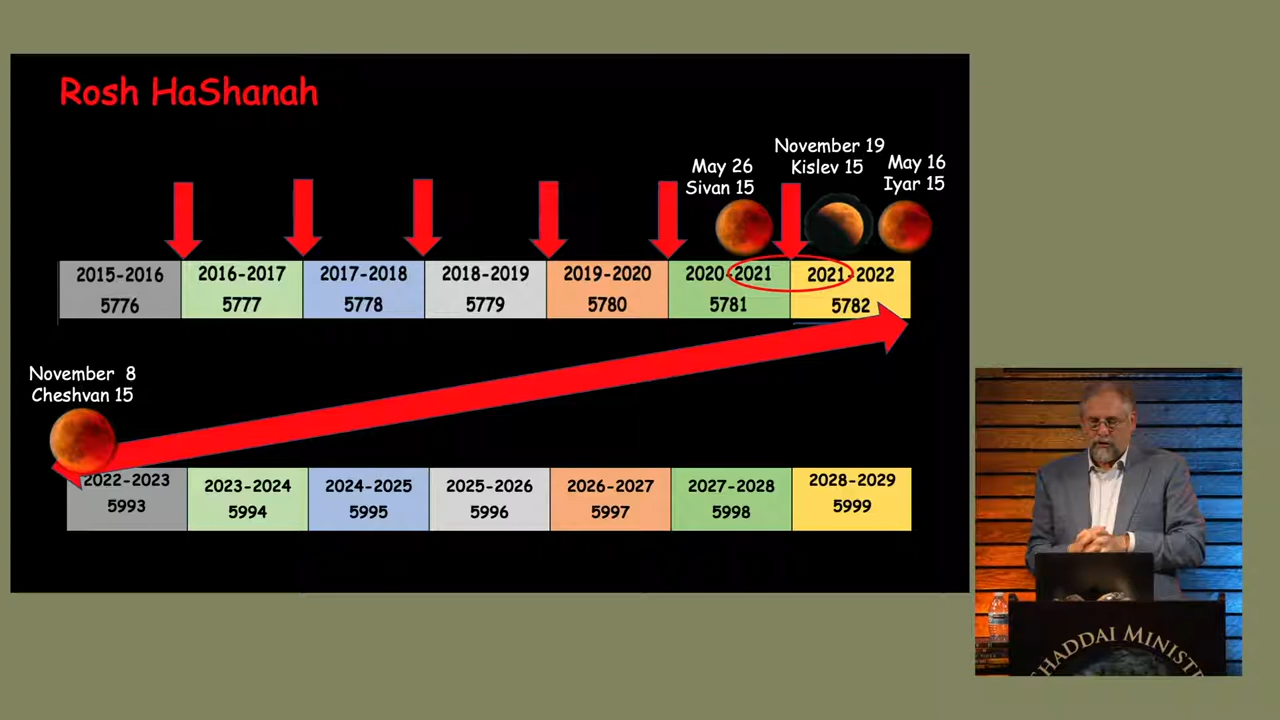 Rosh HaShanah
May 26
Sivan 15
November 19
Kislev 15
May 16
Iyar 15
2015-2016
5776
2016-2017
5777
2017-2018
5778
2018-2019
5779
2019-2020
5780
2020-2021
5781
2021-2022
5782
November 8
Cheshvan 15
2022-2023
5993
2023-2024
5994
2024-2025
5995
2025-2026
5996
2026-2027
5997
2027-2028
5998
2028-2029
5999
SHADDAI MINIST